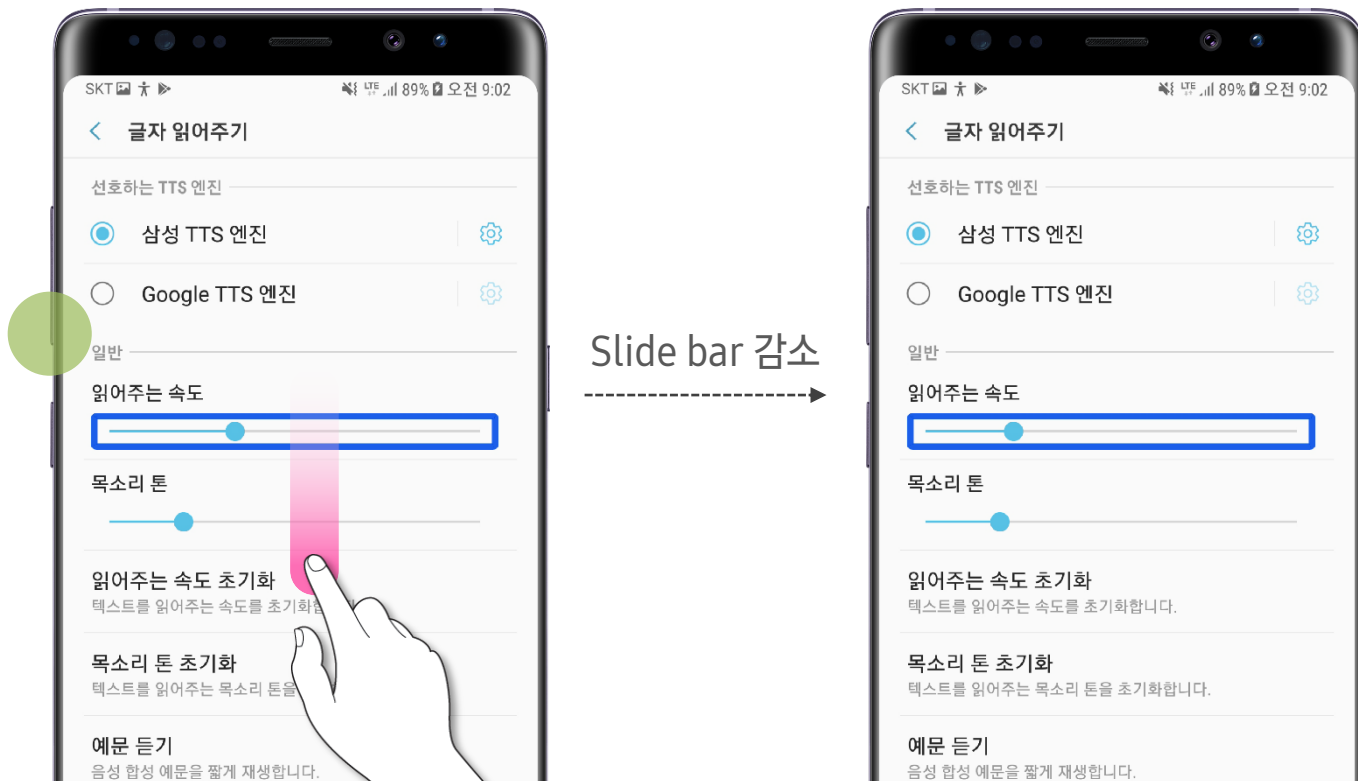 SKT LTE 89% 오전 9:02
글자 읽어주기
선호하는 TTS 엔진
삼성 TTS 엔진
Google TTS 엔진
일반
읽어주는 속도
목소리 톤
읽어주는 속도 초기화
텍스트를 읽어주는 속도를 초기화
목소리 톤 초기화
텍스트를 읽어주는 목소리 톤을
예문 듣기
음성 합성 예문을 짧게 재생합니다.
Slide bar 감소
SKT LTE 89% 오전 9:02
글자 읽어주기
선호하는 TTS 엔진
삼성 TTS 엔진
Google TTS 엔진
일반
읽어주는 속도
목소리 톤
읽어주는 속도 초기화
텍스트를 읽어주는 속도를 초기화합니다.
목소리 톤 초기화
텍스트를 읽어주는 목소리 톤을 초기화합니다.
예문 듣기
음성 합성 예문을 짧게 재생합니다.